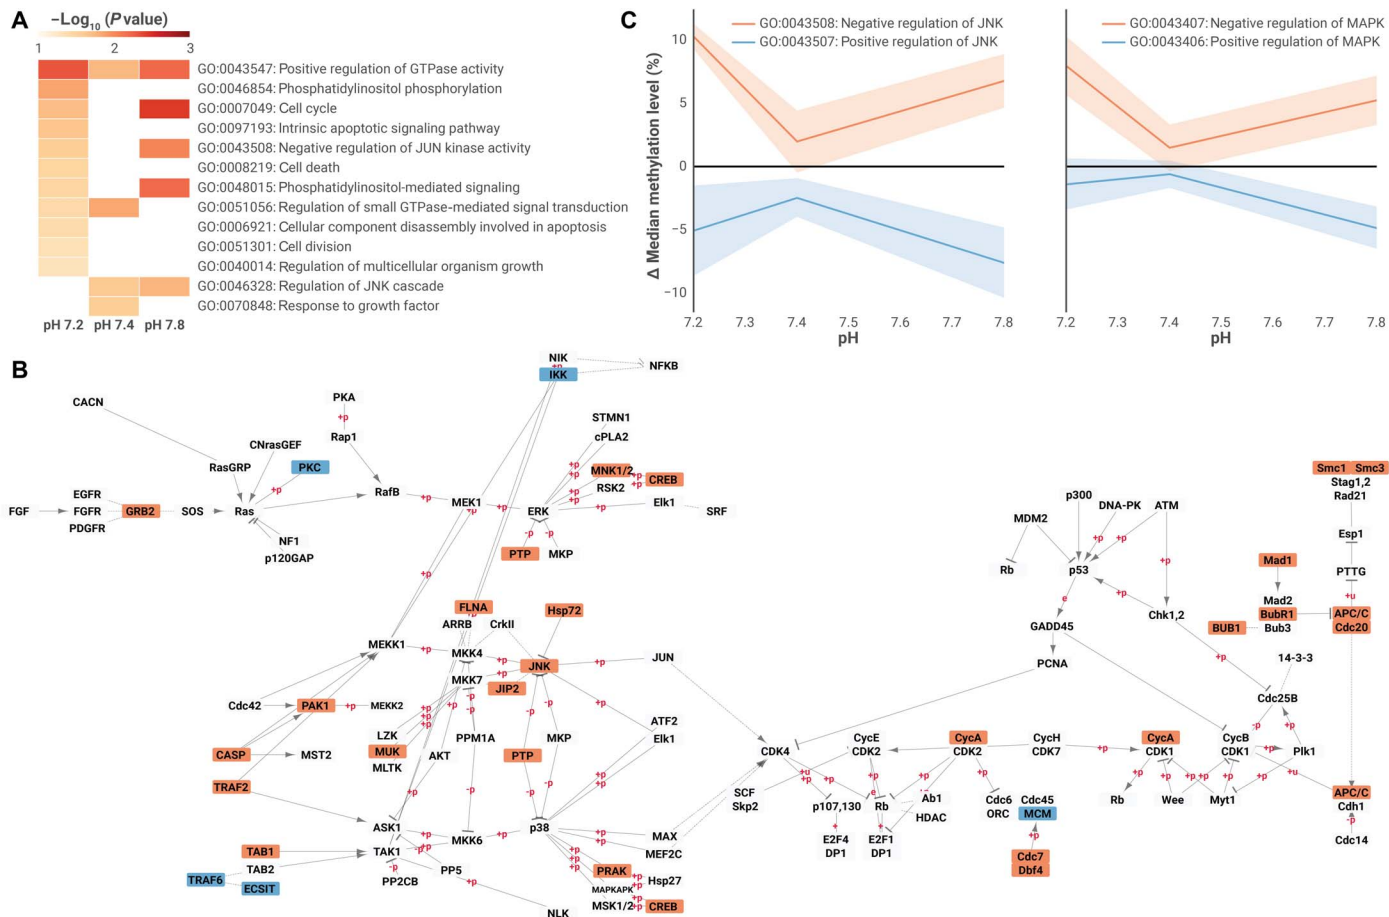 A
−Log10 (P value)
1 2 3
GO:0043547: Positive regulation of GTPase activity
GO:0046854: Phosphatidylinositol phosphorylation
GO:0007049: Cell cycle
GO:0097193: Intrinsic apoptotic signaling pathway
GO:0043508: Negative regulation of JUN kinase activity
GO:0008219: Cell death
GO:0048015: Phosphatidylinositol-mediated signaling
GO:0051056: Regulation of small GTPase-mediated signal transduction
GO:0006921: Cellular component disassembly involved in apoptosis
GO:0051301: Cell division
GO:0040014: Regulation of multicellular organism growth
GO:0046328: Regulation of JNK cascade
GO:0070848: Response to growth factor
pH 7.2 pH 7.4 pH 7.8
C
GO:0043508: Negative regulation of JNK
GO:0043507: Positive regulation of JNK
GO:0043407: Negative regulation of MAPK
GO:0043406: Positive regulation of MAPK
Δ Median methylation level (%)
10
5
0
−5
−10
7.2 7.3 7.4 7.5 7.6 7.7 7.8
pH
7.2 7.3 7.4 7.5 7.6 7.7 7.8
pH
B
NIK
+p
IKK
NFKB
CACN
PKA
+p
Rap1
STMN1
cPLA2
CNrasGEF
RasGRP
PKC
+p
RafB
+p
MEK1
+p
+p
ERK
+p
+p
+p
+p
+p
MNK1/2
RSK2
+p
+p
CREB
Elk1
SRF
FGF
EGFR
FGFR
PDGFR
GRB2
SOS
Ras
NF1
p120GAP
-p
-p
PTP
MKP
+p
FLNA
ARRB
CrkII
Hsp72
MEKK1
+p
MKK4
+p
MKK7
+p
JNK
JIP2
+p
JUN
Cdc42
PAK1
+p
MEKK2
CASP
MST2
TRAF2
LZK
MUK
MLTK
+p
+p
+p
AKT
-p
PPM1A
-p
-p
-p
PTP
MKP
-p
-p
+p
+p
ATF2
Elk1
+p
+p
+p
ASK1
TAK1
+p
+p
MKK6
+p
p38
+p
+p
MAX
MEF2C
TAB1
TAB2
TRAF6
ECSIT
-p
PP2CB
PP5
+p
NLK
+p
+p
+p
PRAK
MAPKAPK
MSK1/2
+p
+p
Hsp27
+p
+p
CREB
p300
DNA-PK
ATM
MDM2
+p
+p
+p
Rb
p53
e
+p
Chk1,2
GADD45
PCNA
+p
14-3-3
Cdc25B
-p
+p
Smc1 Smc3
Stag1,2
Rad21
Esp1
PTTG
+u
Mad1
Mad2
BubR1
BUB1
Bub3
APC/C
Cdc20
CDK4
CycE
CDK2
CycA
CDK2
CycH
CDK7
+p
CycA
CDK1
CycB
CDK1
+p
Plk1
+u
SCF
Skp2
+u
+p
+p
e
+p
+p
p107,130
Rb
Ab1
HDAC
Cdc6
ORC
Cdc45
MCM
+p
Cdc7
Dbf4
+
E2F4
DP1
+p
E2F1
DP1
+p
+p
+p
+p
+p
Rb
Wee
Myt1
APC/C
Cdh1
-p
Cdc14